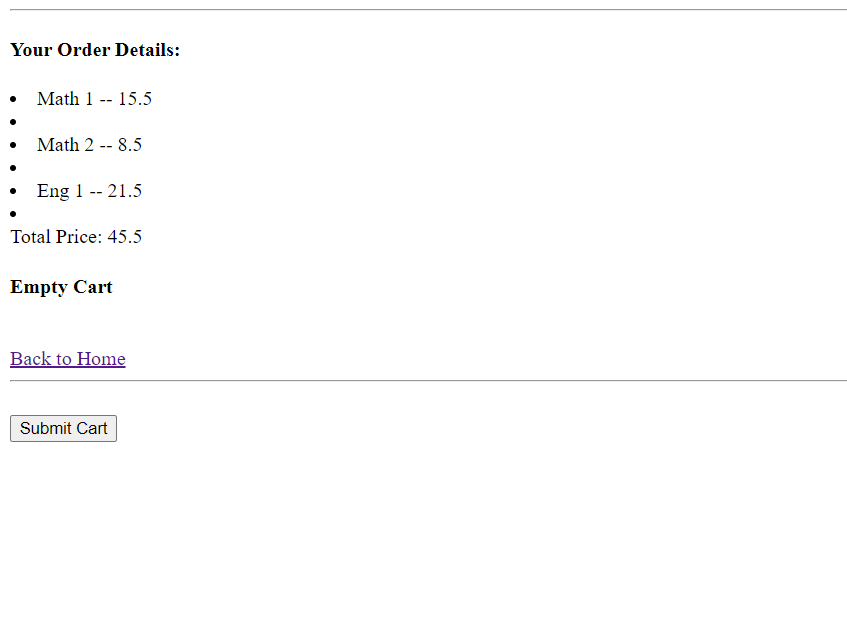 Your Order Details:
• Math 1 -- 15.5
•
• Math 2 -- 8.5
•
• Eng 1 -- 21.5
•
Total Price: 45.5
Empty Cart
Back to Home
Submit Cart